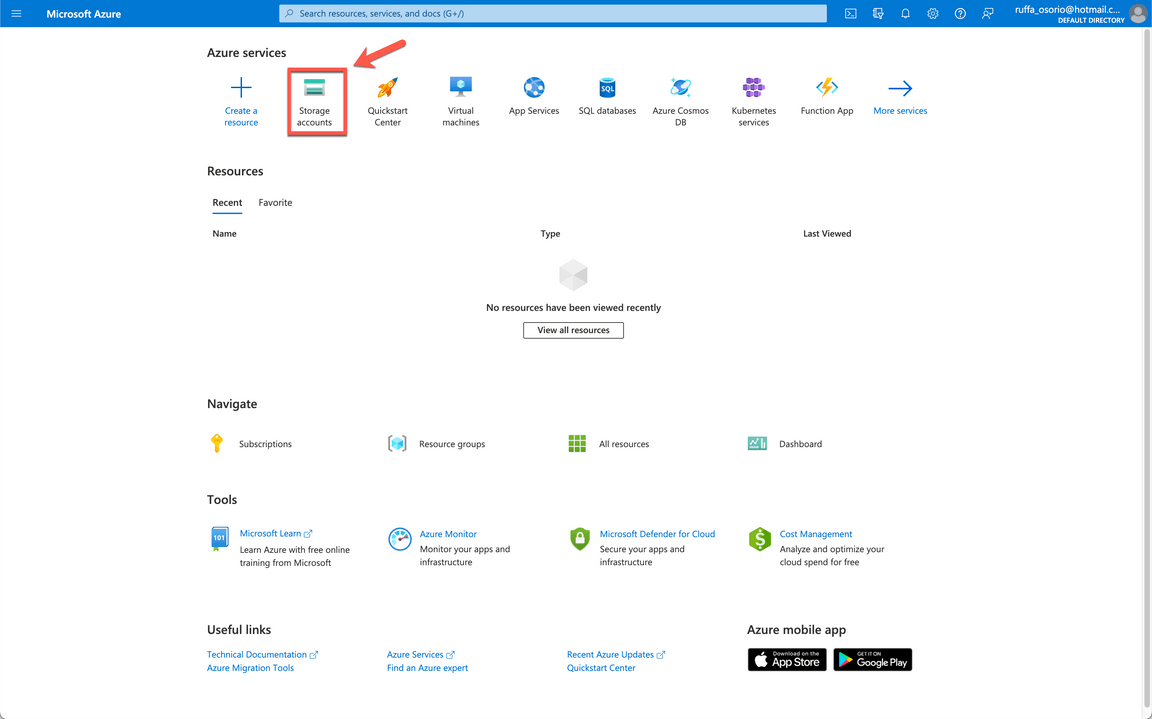 Microsoft Azure
Search resources, services, and docs (G+/)
ruffa_osorio@hotmail.c...
DEFAULT DIRECTORY
Azure services
Create a
resource
Storage
accounts
Quickstart
Center
Virtual
machines
App Services
SQL
SQL databases
Azure Cosmos
DB
Kubernetes
services
Function App
More services
Resources
Recent
Favorite
Name
Type
Last Viewed
No resources have been viewed recently
View all resources
Navigate
Subscriptions
Resource groups
All resources
Dashboard
Tools
101
Microsoft Learn
Learn Azure with free online
training from Microsoft
Azure Monitor
Monitor your apps and
infrastructure
Microsoft Defender for Cloud
Secure your apps and
infrastructure
$
Cost Management
Analyze and optimize your
cloud spend for free
Useful links
Technical Documentation
Azure Migration Tools
Azure Services
Find an Azure expert
Recent Azure Updates
Quickstart Center
Azure mobile app
Download on the
App Store
GET IT ON
Google Play